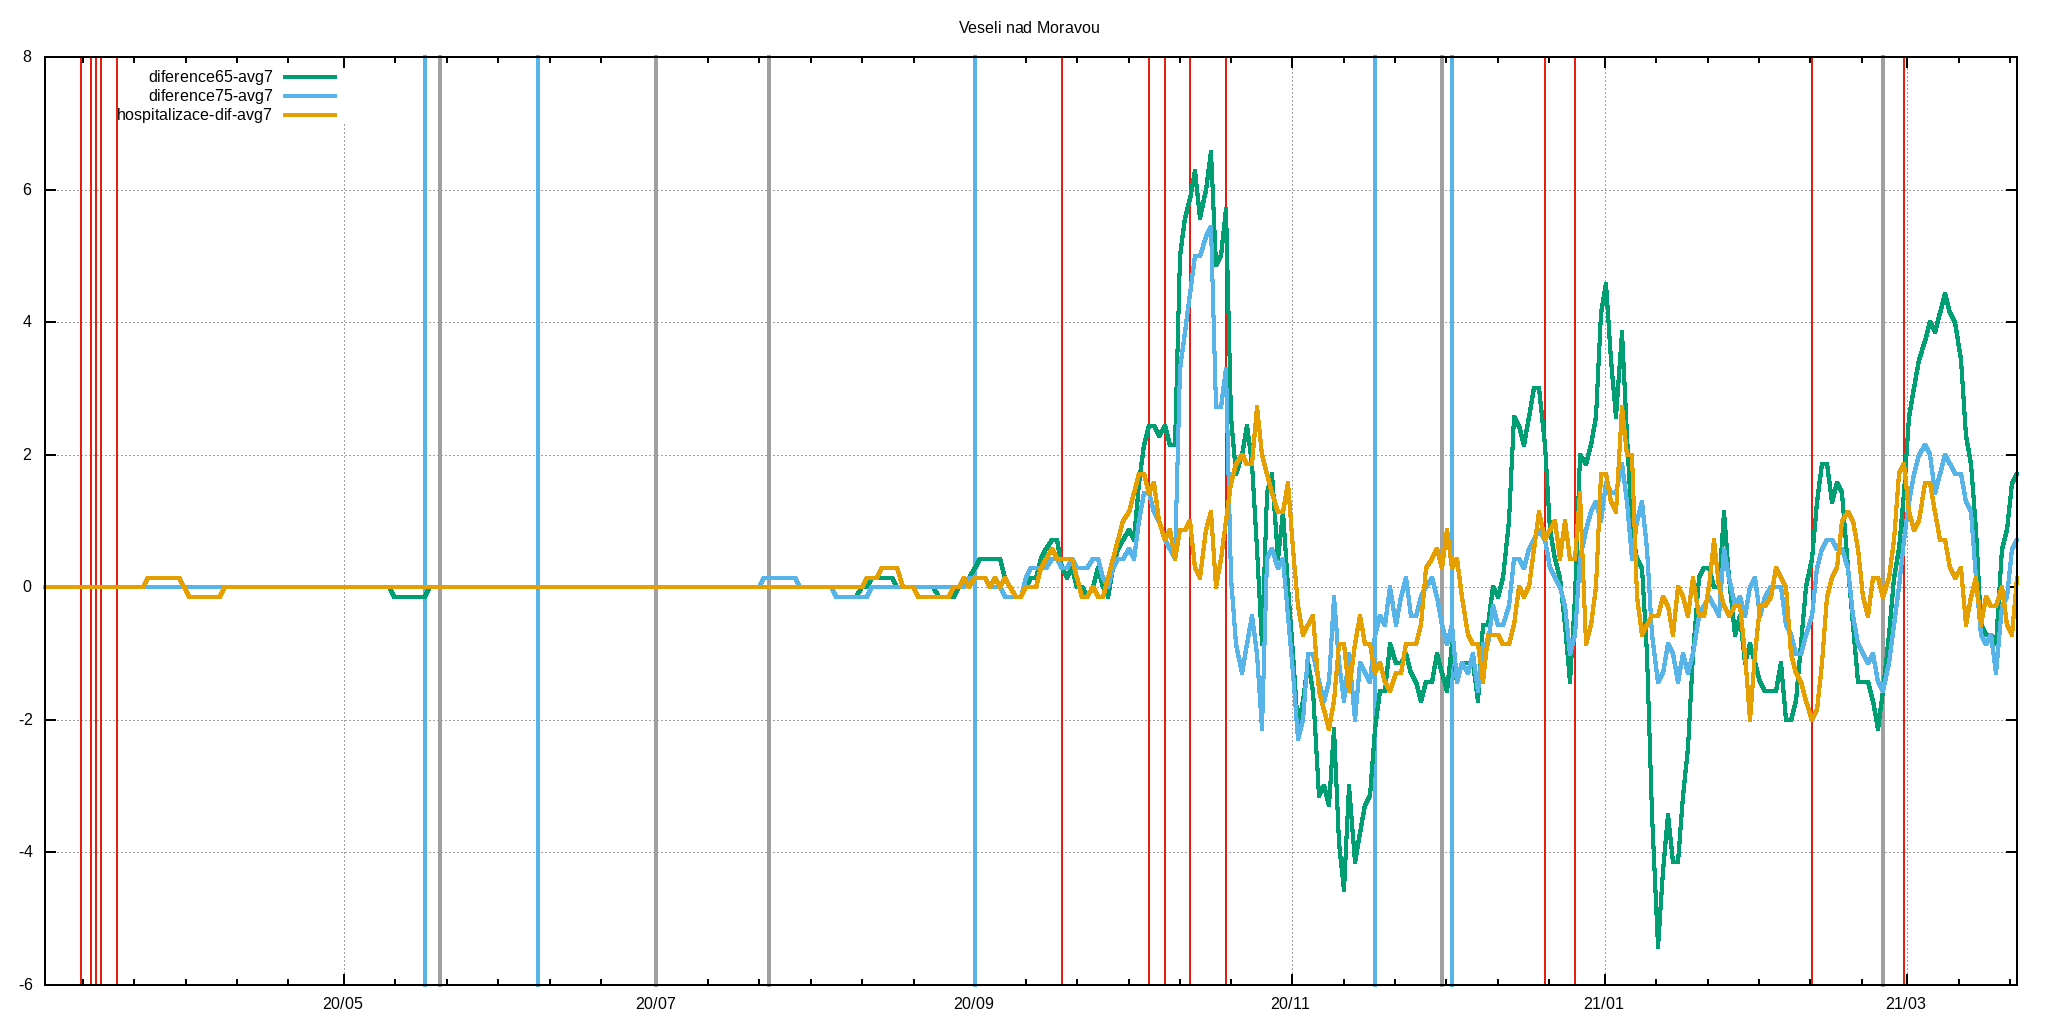 Veseli nad Moravou
diference65-avg7
diference75-avg7
hospitalizace-dif-avg7
8
6
4
2
0
-2
-4
-6
20/05 20/07 20/09 20/11 21/01 21/03